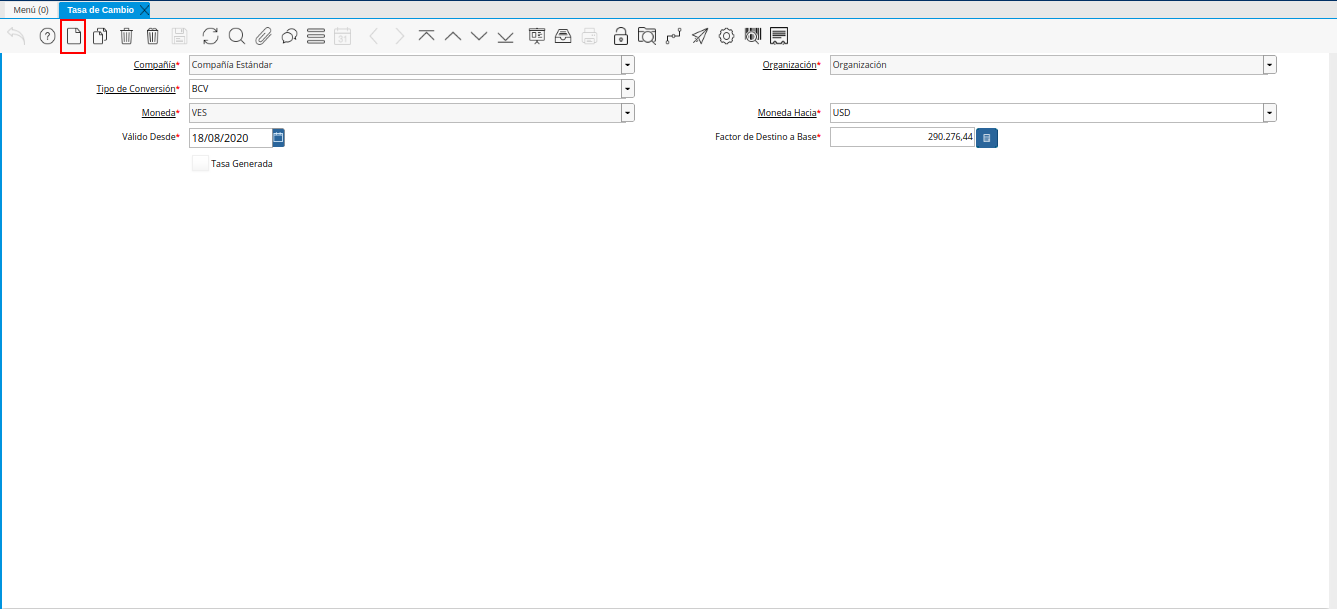 Menú (0) Tasa de Cambio
Compañía* Compañía Estándar Organización* Organización
Tipo de Conversión* BCV
Moneda* VES Moneda Hacia* USD
Válido Desde* 18/08/2020 Factor de Destino a Base* 290.276,44
Tasa Generada